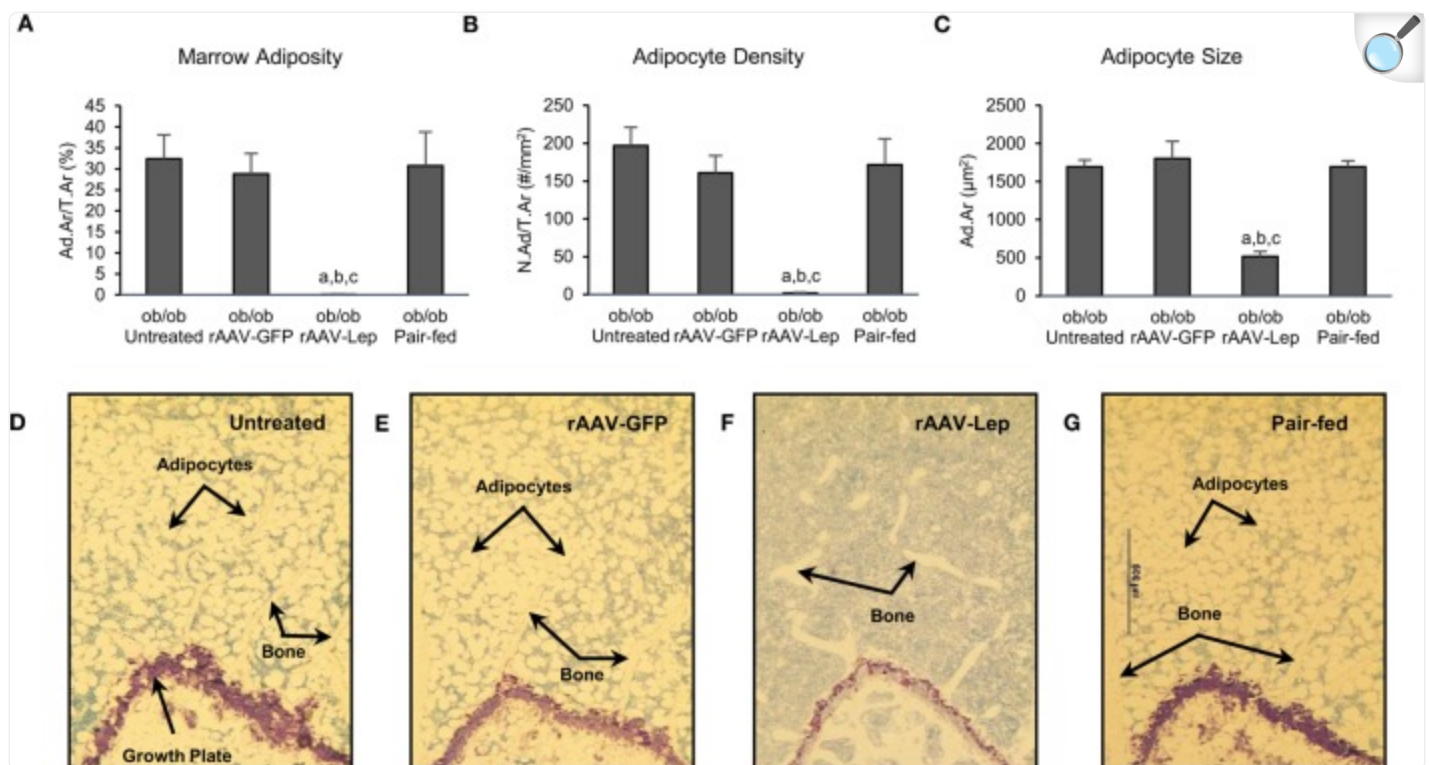 A
Marrow Adiposity
Ad.Ar/T.Ar (%)
45
40
35
30
25
20
15
10
5
0
a,b,c
ob/ob ob/ob ob/ob ob/ob
Untreated rAAV-GFP rAAV-Lep Pair-fed
B
Adipocyte Density
N.Ad/T.Ar (#/mm²)
250
200
150
100
50
0
a,b,c
ob/ob ob/ob ob/ob ob/ob
Untreated rAAV-GFP rAAV-Lep Pair-fed
C
Adipocyte Size
Ad.Ar (µm²)
2500
2000
1500
1000
500
0
a,b,c
ob/ob ob/ob ob/ob ob/ob
Untreated rAAV-GFP rAAV-Lep Pair-fed
D
Untreated
Adipocytes
Bone
Growth Plate
E
rAAV-GFP
Adipocytes
Bone
F
rAAV-Lep
Bone
G
Pair-fed
Adipocytes
Bone